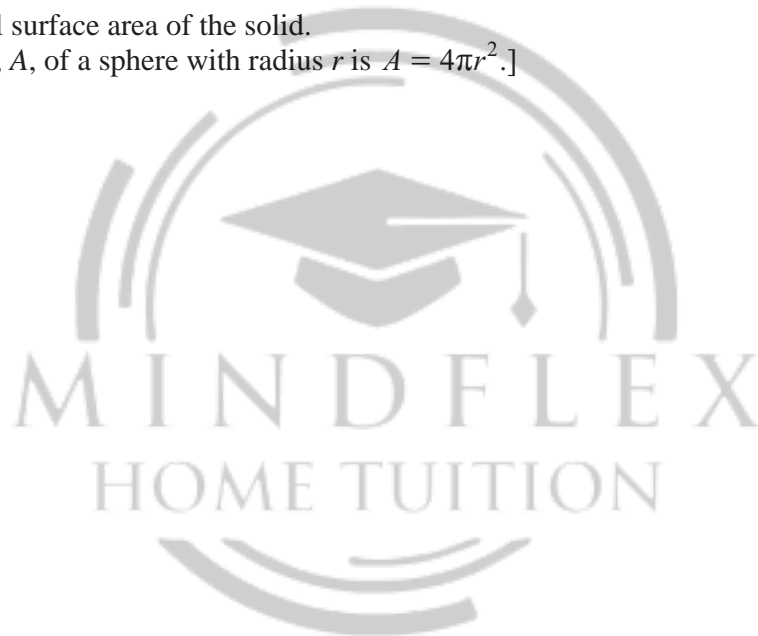 surface area of the solid.
A, of a sphere with radius r is A = 4πr².]
MINDFLEX
HOME TUITION